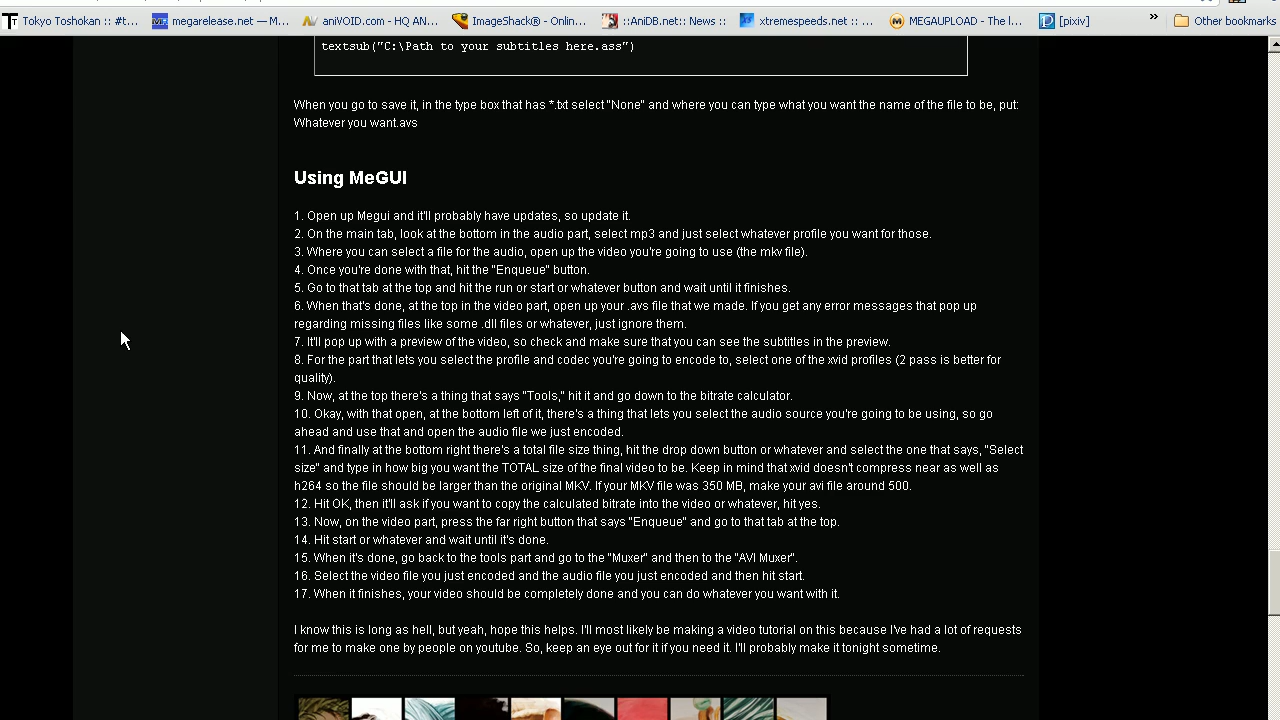 Tokyo Toshokan :: #t... megarelease.net — M... aniVOID.com - HQ AN... ImageShack® - Onlin... ::AniDB.net:: News :: xtremespeeds.net ... MEGAUPLOAD - The l... [pixiv] » Other bookmarks
textsub("C:\Path to your subtitles here.ass")
When you go to save it, in the type box that has *.txt select "None" and where you can type what you want the name of the file to be, put:
Whatever you want.avs
Using MeGUI
1. Open up Megui and it'll probably have updates, so update it.
2. On the main tab, look at the bottom in the audio part, select mp3 and just select whatever profile you want for those.
3. Where you can select a file for the audio, open up the video you're going to use (the mkv file).
4. Once you're done with that, hit the "Enqueue" button.
5. Go to that tab at the top and hit the run or start or whatever button and wait until it finishes.
6. When that's done, at the top in the video part, open up your .avs file that we made. If you get any error messages that pop up
regarding missing files like some .dll files or whatever, just ignore them.
7. It'll pop up with a preview of the video, so check and make sure that you can see the subtitles in the preview.
8. For the part that lets you select the profile and codec you're going to encode to, select one of the xvid profiles (2 pass is better for
quality).
9. Now, at the top there's a thing that says "Tools," hit it and go down to the bitrate calculator.
10. Okay, with that open, at the bottom left of it, there's a thing that lets you select the audio source you're going to be using, so go
ahead and use that and open the audio file we just encoded.
11. And finally at the bottom right there's a total file size thing, hit the drop down button or whatever and select the one that says, "Select
size" and type in how big you want the TOTAL size of the final video to be. Keep in mind that xvid doesn't compress near as well as
h264 so the file should be larger than the original MKV. If your MKV file was 350 MB, make your avi file around 500.
12. Hit OK, then it'll ask if you want to copy the calculated bitrate into the video or whatever, hit yes.
13. Now, on the video part, press the far right button that says "Enqueue" and go to that tab at the top.
14. Hit start or whatever and wait until it's done.
15. When it's done, go back to the tools part and go to the "Muxer" and then to the "AVI Muxer".
16. Select the video file you just encoded and the audio file you just encoded and then hit start.
17. When it finishes, your video should be completely done and you can do whatever you want with it.
I know this is long as hell, but yeah, hope this helps. I'll most likely be making a video tutorial on this because I've had a lot of requests
for me to make one by people on youtube. So, keep an eye out for it if you need it. I'll probably make it tonight sometime.